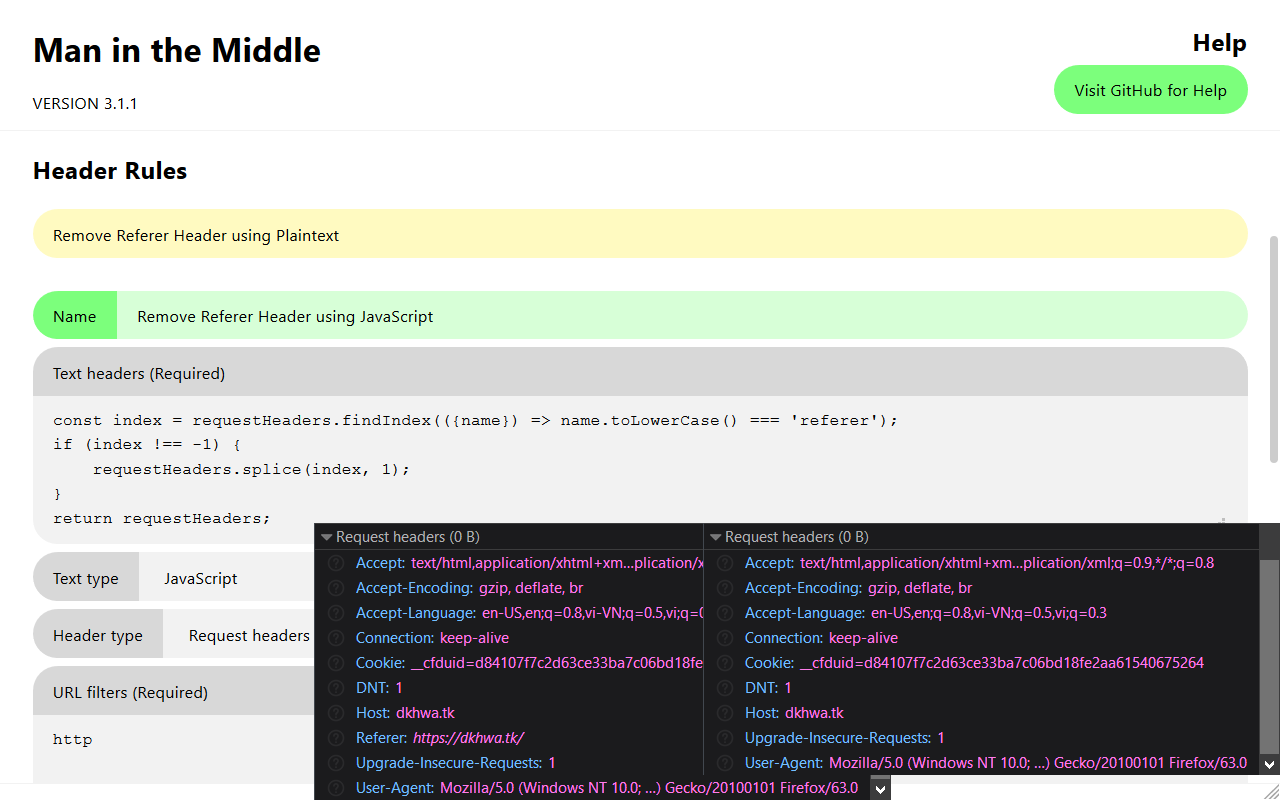 Man in the Middle
Help
VERSION 3.1.1
Visit GitHub for Help
Header Rules
Remove Referer Header using Plaintext
Name
Remove Referer Header using JavaScript
Text headers (Required)
const index = requestHeaders.findIndex(({name}) => name.toLowerCase() === 'referer');
if (index !== -1) {
    requestHeaders.splice(index, 1);
}
return requestHeaders;
Text type
JavaScript
Header type
Request headers
URL filters (Required)
http
Request headers (0 B)
Accept: text/html,application/xhtml+xm...plication/x
Accept-Encoding: gzip, deflate, br
Accept-Language: en-US,en;q=0.8,vi-VN;q=0.5,vi;q=0
Connection: keep-alive
Cookie: __cfduid=d84107f7c2d63ce33ba7c06bd18fe
DNT: 1
Host: dkhwa.tk
Referer: https://dkhwa.tk/
Upgrade-Insecure-Requests: 1
User-Agent: Mozilla/5.0 (Windows NT 10.0; ...) Gecko/20100101 Firefox/63.0
Request headers (0 B)
Accept: text/html,application/xhtml+xm...plication/xml;q=0.9,*/*;q=0.8
Accept-Encoding: gzip, deflate, br
Accept-Language: en-US,en;q=0.8,vi-VN;q=0.5,vi;q=0.3
Connection: keep-alive
Cookie: __cfduid=d84107f7c2d63ce33ba7c06bd18fe2aa61540675264
DNT: 1
Host: dkhwa.tk
Upgrade-Insecure-Requests: 1
User-Agent: Mozilla/5.0 (Windows NT 10.0; ...) Gecko/20100101 Firefox/63.0